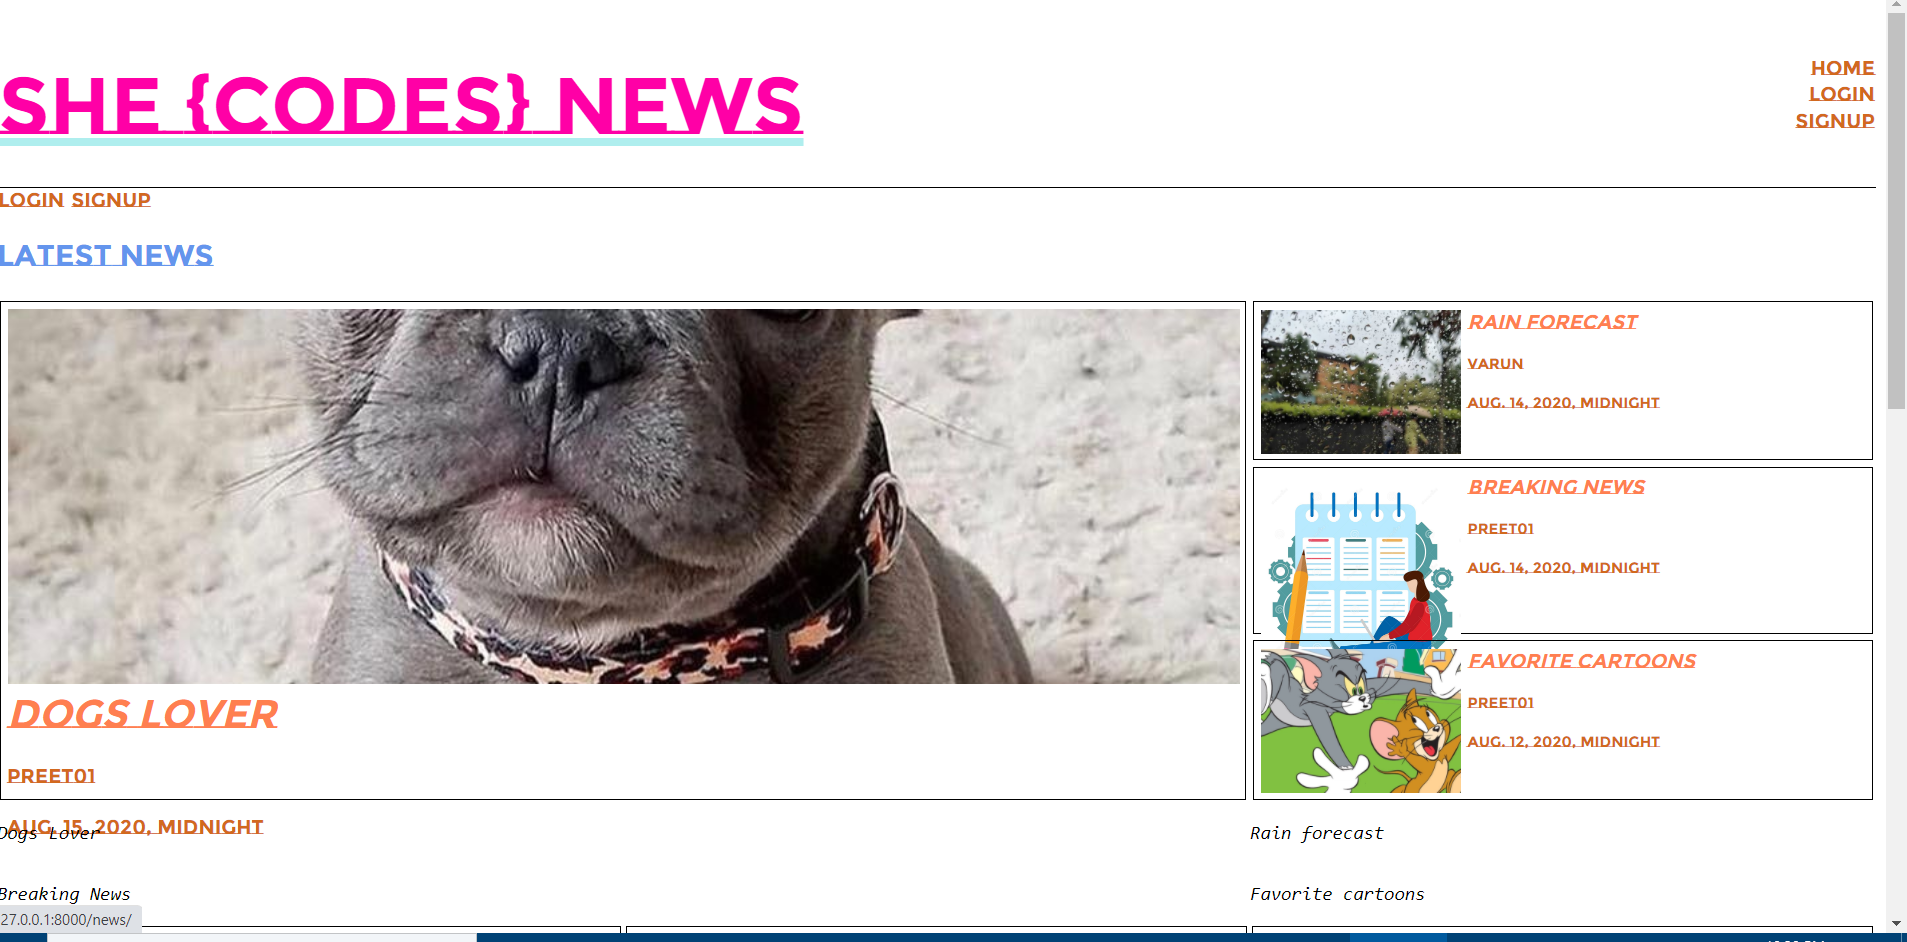 SHE {CODES} NEWS
HOME
LOGIN
SIGNUP
LOGIN SIGNUP
LATEST NEWS
DOGS LOVER
PREET01
AUG. 15, 2020, MIDNIGHT
RAIN FORECAST
VARUN
AUG. 14, 2020, MIDNIGHT
BREAKING NEWS
PREET01
AUG. 14, 2020, MIDNIGHT
FAVORITE CARTOONS
PREET01
AUG. 12, 2020, MIDNIGHT
Dogs Lover
Rain forecast
Breaking News
Favorite cartoons
27.0.0.1:8000/news/